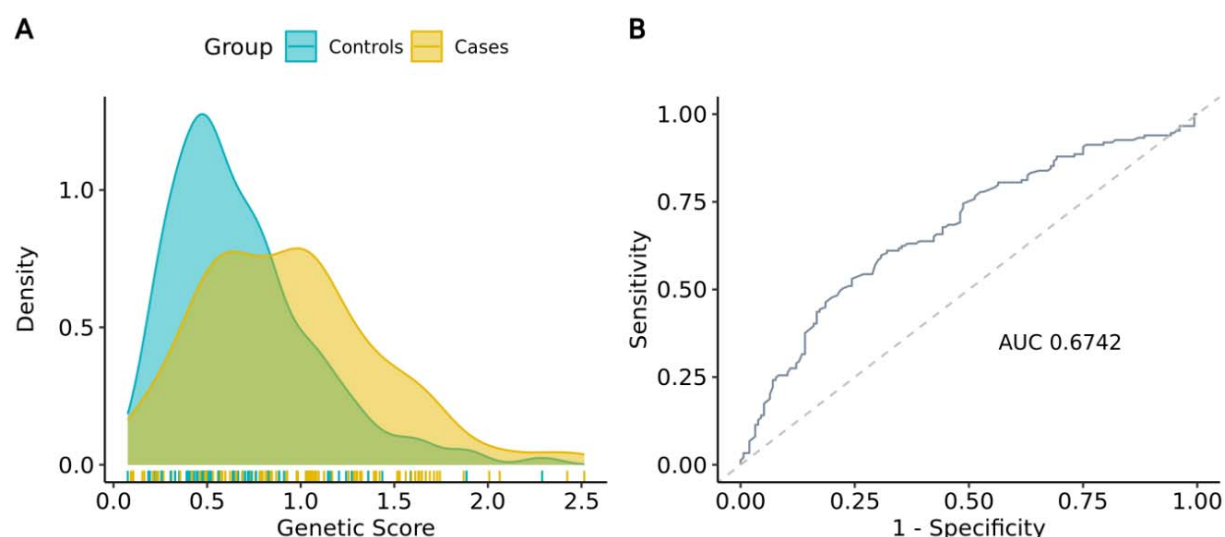 A
Group Controls Cases
1.0
0.5
0.0
Density
0.0 0.5 1.0 1.5 2.0 2.5
Genetic Score
B
1.00
0.75
0.50
0.25
0.00
Sensitivity
AUC 0.6742
0.00 0.25 0.50 0.75 1.00
1 - Specificity